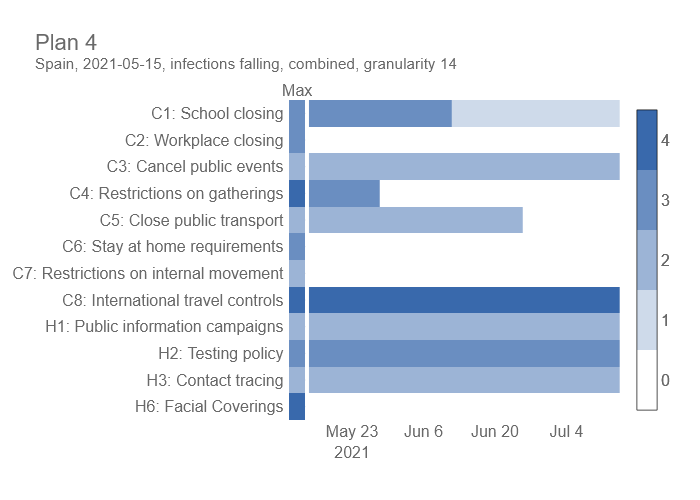 Plan 4
Spain, 2021-05-15, infections falling, combined, granularity 14
Max
C1: School closing
C2: Workplace closing
C3: Cancel public events
C4: Restrictions on gatherings
C5: Close public transport
C6: Stay at home requirements
C7: Restrictions on internal movement
C8: International travel controls
H1: Public information campaigns
H2: Testing policy
H3: Contact tracing
H6: Facial Coverings
4
3
2
1
0
May 23 Jun 6 Jun 20 Jul 4
2021